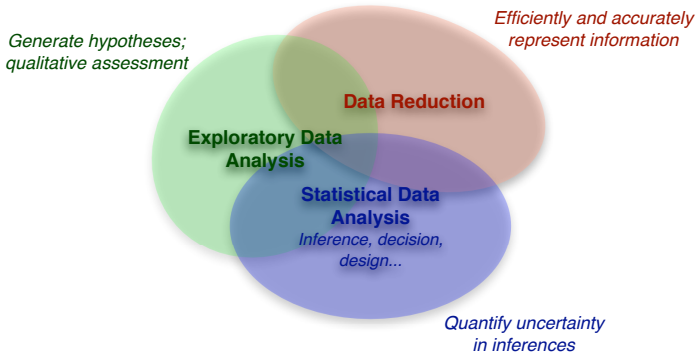 Efficiently and accurately
represent information
Generate hypotheses;
qualitative assessment
Data Reduction
Exploratory Data
Analysis
Statistical Data
Analysis
Inference, decision,
design...
Quantify uncertainty
in inferences